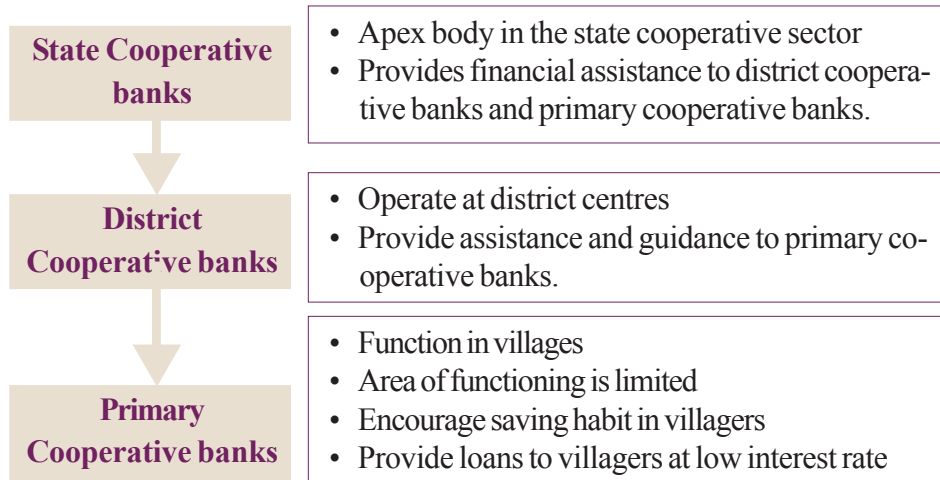 State Cooperative
banks
• Apex body in the state cooperative sector
• Provides financial assistance to district coopera-
tive banks and primary cooperative banks.
District
Cooperative banks
• Operate at district centres
• Provide assistance and guidance to primary co-
operative banks.
Primary
Cooperative banks
• Function in villages
• Area of functioning is limited
• Encourage saving habit in villagers
• Provide loans to villagers at low interest rate